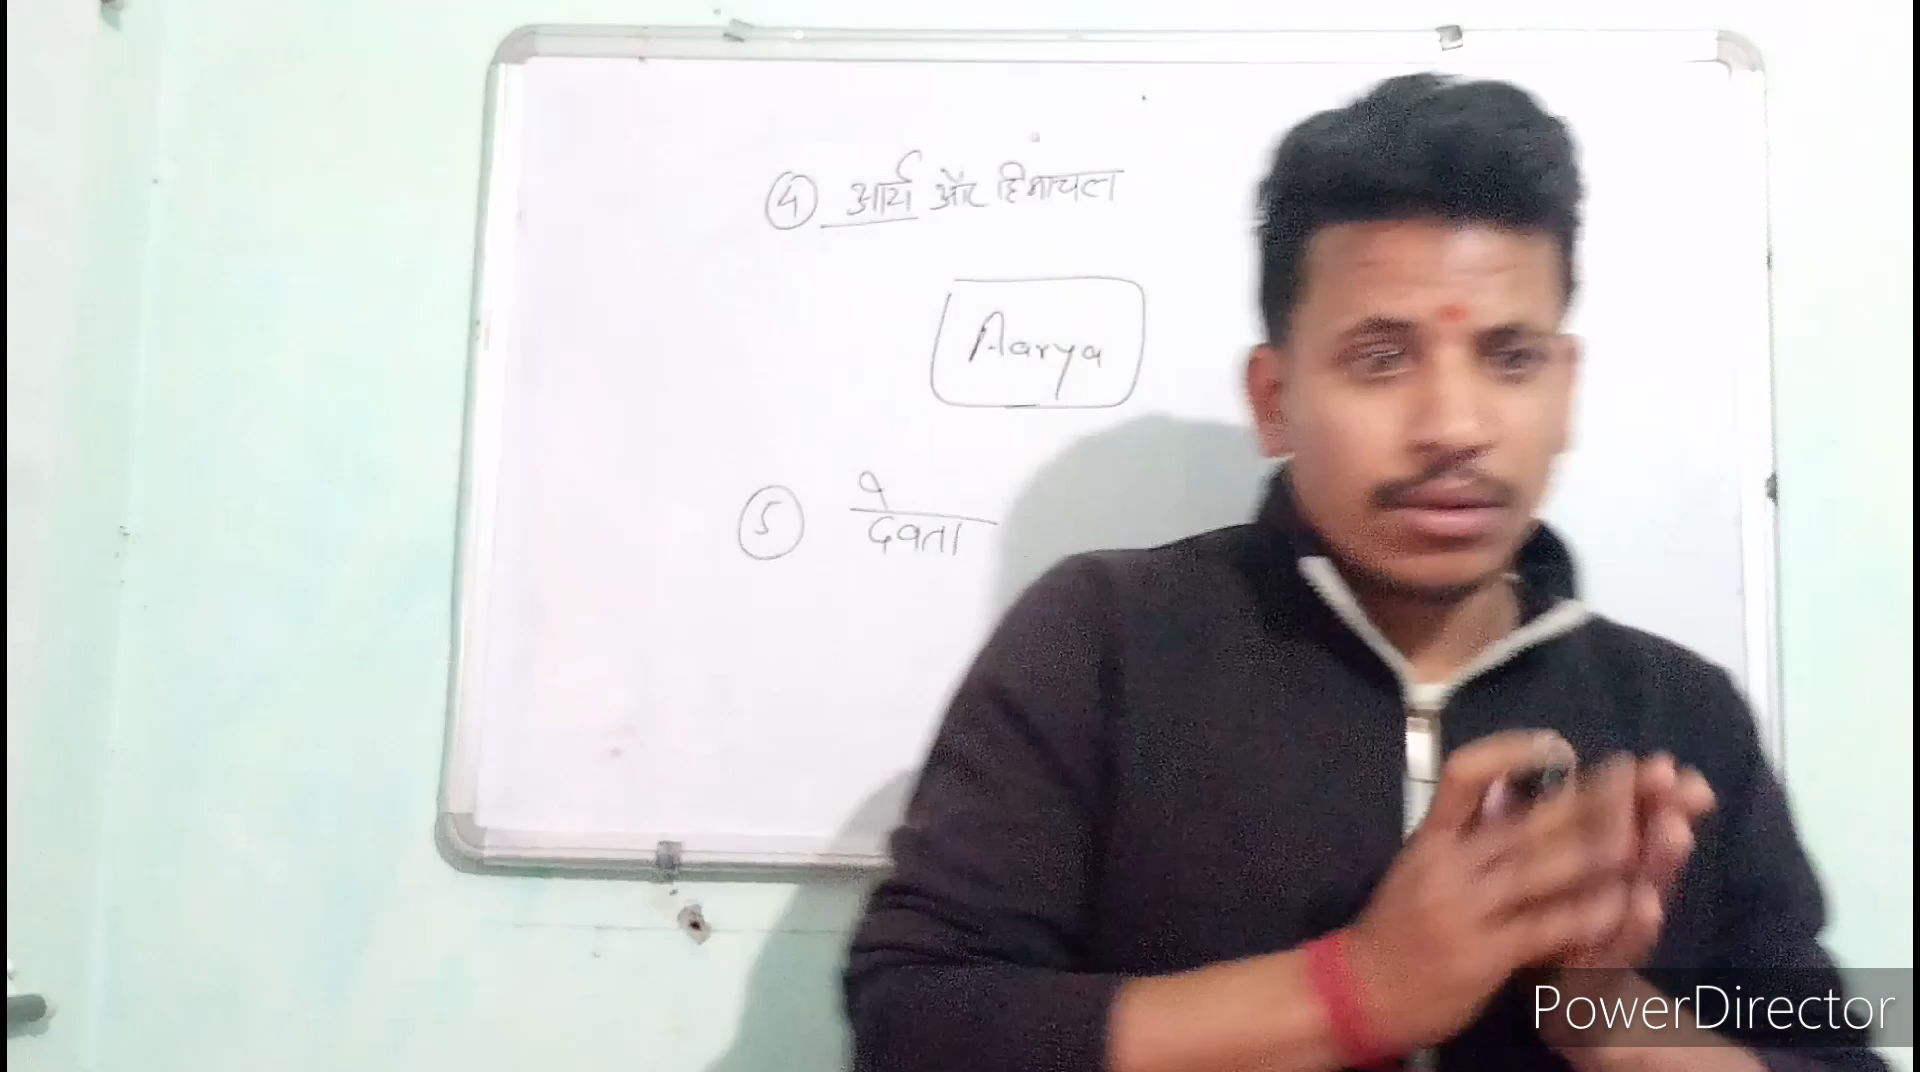 ④ आर्य और हिमाचल
Aarya
⑤ देवता
PowerDirector